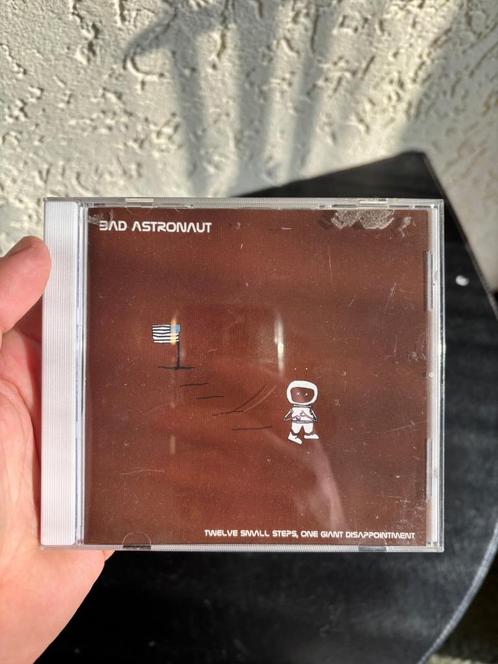 BAD ASTRONAUT
TWELVE SMALL STEPS, ONE GIANT DISAPPOINTMENT